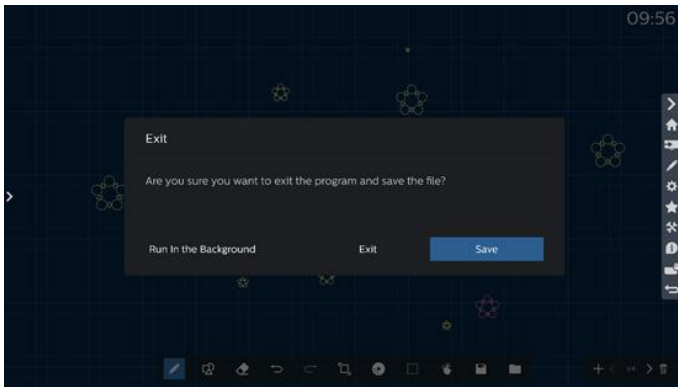 09:56
Exit
Are you sure you want to exit the program and save the file?
Run In the Background Exit Save